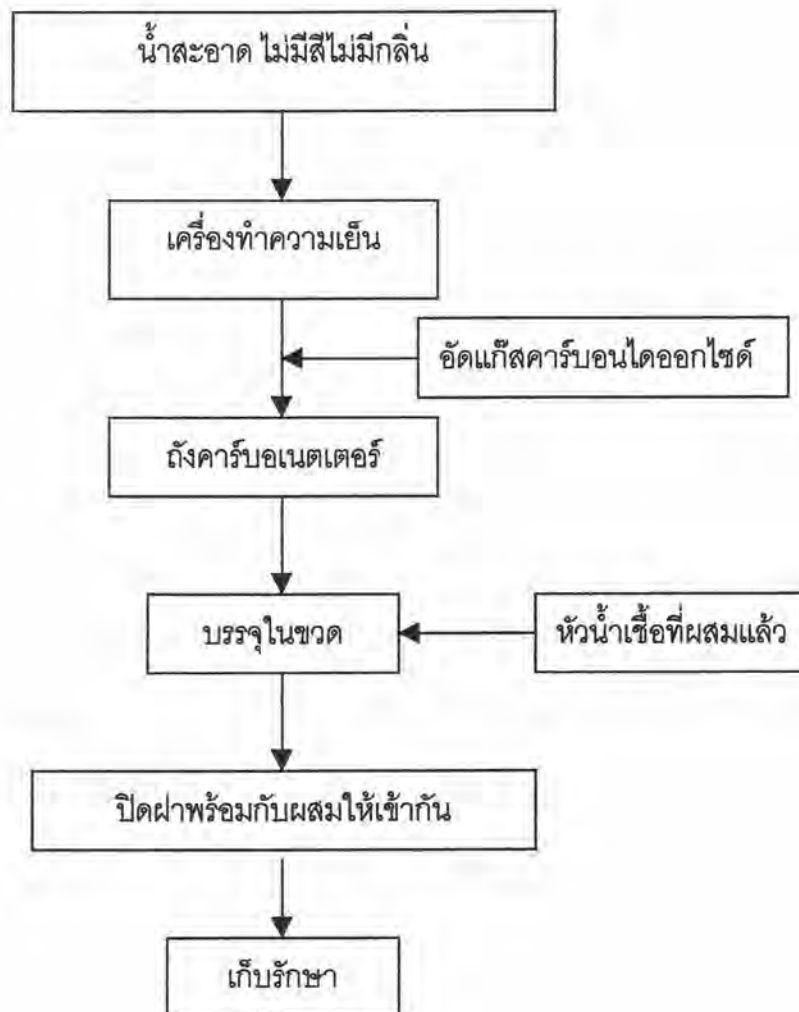 น้ำสะอาด ไม่มีสีไม่มีกลิ่น
เครื่องทำความเย็น
อัดแก๊สคาร์บอนไดออกไซด์
ถังคาร์บอเนตเตอร์
บรรจุในขวด
หัวน้ำเชื้อที่ผสมแล้ว
ปิดฝาพร้อมกับผสมให้เข้ากัน
เก็บรักษา